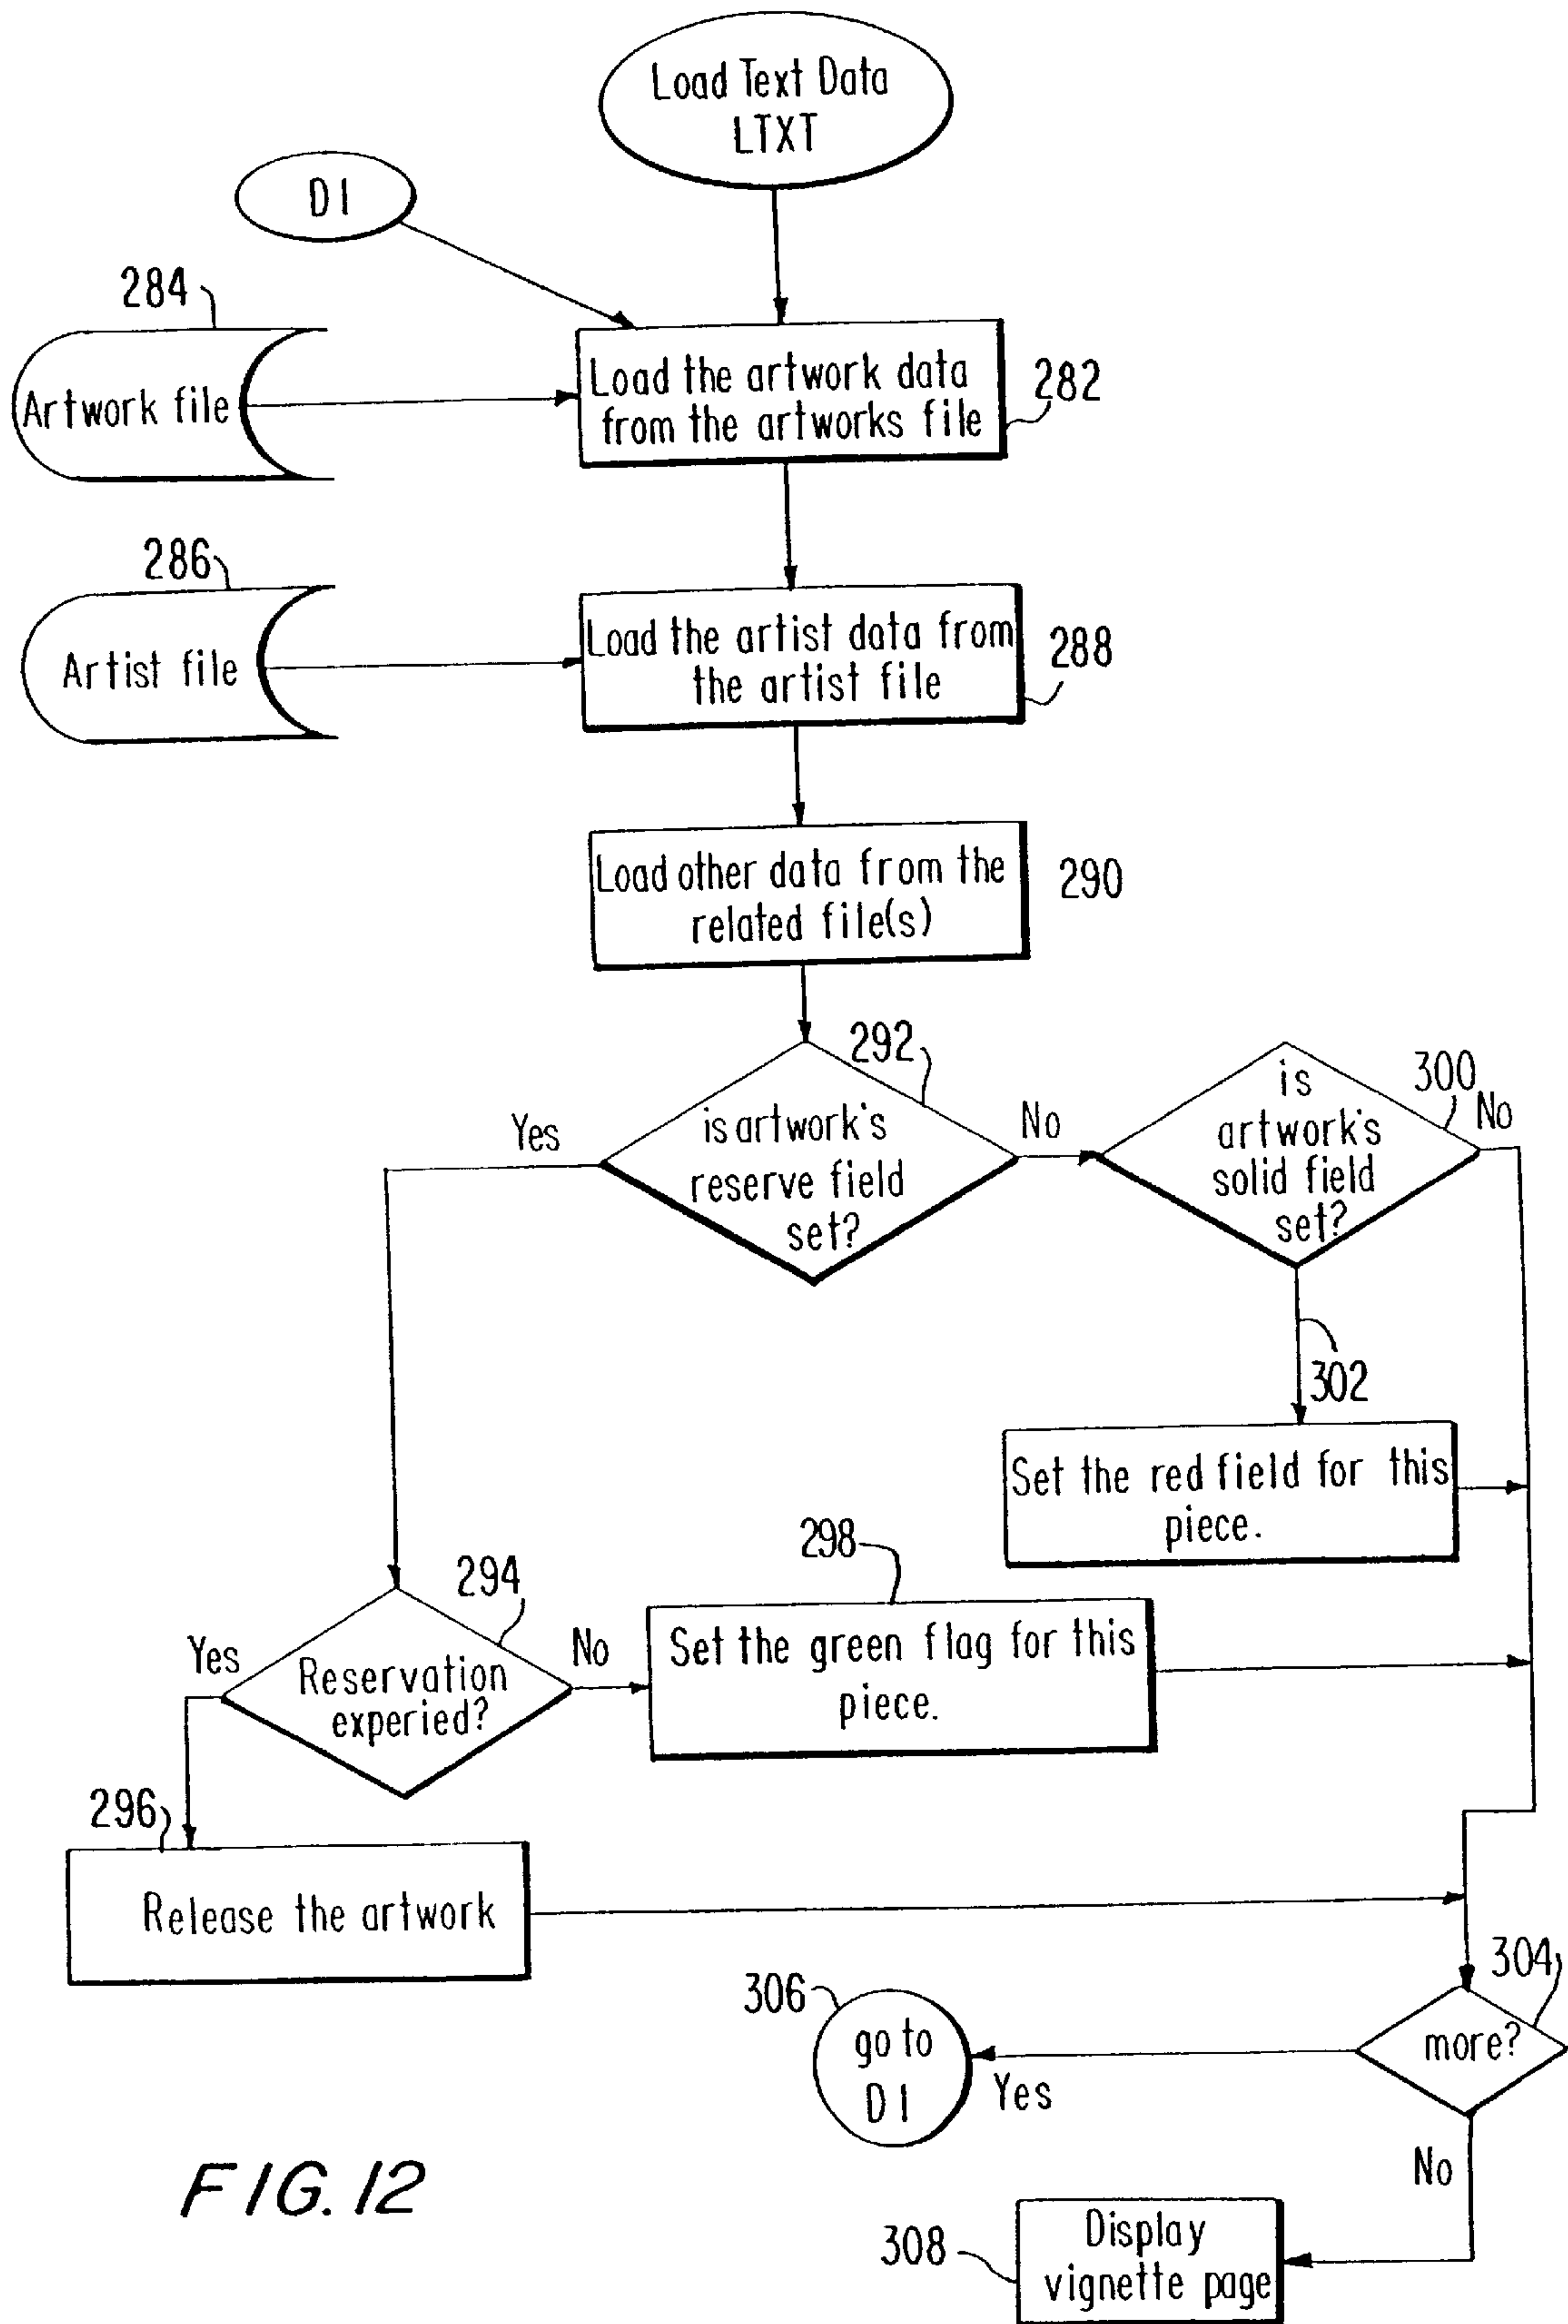 Load Text Data
LTXT
D1
284
Artwork file
Load the artwork data
from the artworks file
282
286
Artist file
Load the artist data from
the artist file
288
Load other data from the
related file(s)
290
292
is artwork's
reserve field
set?
Yes
No
300
is
artwork's
solid field
set?
No
302
Set the red field for this
piece.
294
Reservation
experied?
Yes
No
298
Set the green flag for this
piece.
296
Release the artwork
304
more?
306
go to
D1
Yes
No
308
Display
vignette page
FIG. 12